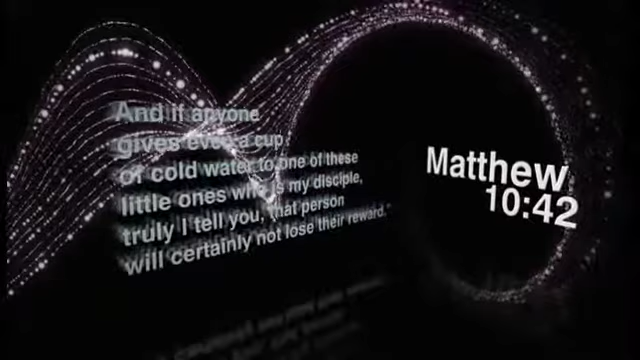 And if anyone
gives even a cup
of cold water to one of these
little ones who is my disciple,
truly I tell you, that person
will certainly not lose their reward."
Matthew
10:42